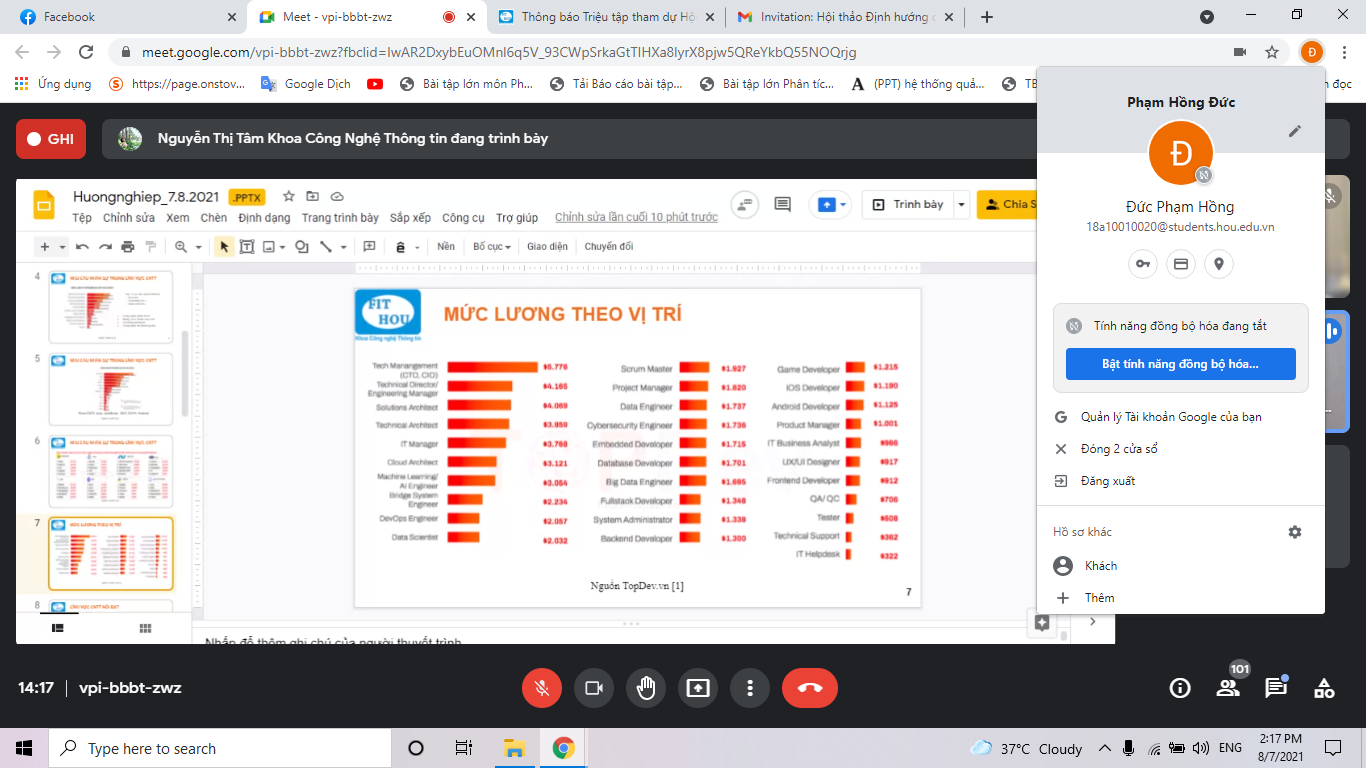 Facebook
Meet - vpi-bbbt-zwz
Thông báo Triệu tập tham dự Hộ
Invitation: Hội thảo Định hướng
meet.google.com/vpi-bbbt-zwz?fbclid=IwAR2DxybEuOMnl6q5V_93CWpSrkaGtTlHXa8IyrX8pjw5QReYkbQ55NOQrjg
Ứng dụng
https://page.onstov...
Google Dịch
Bài tập lớn môn Ph...
Tải Báo cáo bài tập...
Bài tập lớn Phân tíc...
(PPT) hệ thống quả...
đọc
GHI
Nguyễn Thị Tâm Khoa Công Nghệ Thông tin đang trình bày
Huongnghiep_7.8.2021 .PPTX
Tệp Chỉnh sửa Xem Chèn Định dạng Trang trình bày Sắp xếp Công cụ Trợ giúp Chỉnh sửa lần cuối 10 phút trước
Trình bày
Chia S
Nền Bố cục Giao diện Chuyển đổi
4
5
6
7
MỨC LƯƠNG THEO VỊ TRÍ
8
FIT HOU
Khoa Công nghệ Thông tin
MỨC LƯƠNG THEO VỊ TRÍ
Tech Manangement (CTO, CIO) $5.776
Technical Director/ Engineering Manager $4.165
Solutions Architect $4.069
Technical Architect $3.959
IT Manager $3.768
Cloud Architect $3.121
Machine Learning/ AI Engineer $3.054
Bridge System Engineer $2.234
DevOps Engineer $2.057
Data Scientist $2.032
Scrum Master $1.927
Project Manager $1.820
Data Engineer $1.737
Cybersecurity Engineer $1.736
Embedded Developer $1.715
Database Developer $1.701
Big Data Engineer $1.695
Fullstack Developer $1.348
System Administrator $1.339
Backend Developer $1.300
Game Developer $1.215
iOS Developer $1.190
Android Developer $1.125
Product Manager $1.001
IT Business Analyst $986
UX/UI Designer $917
Frontend Developer $912
QA/ QC $706
Tester $508
Technical Support $362
IT Helpdesk $322
Nguồn TopDev.vn [1]
7
Nhấp để thêm ghi chú của người thuyết trình
Phạm Hồng Đức
Đ
Đức Phạm Hồng
18a10010020@students.hou.edu.vn
Tính năng đồng bộ hóa đang tắt
Bật tính năng đồng bộ hóa...
Quản lý Tài khoản Google của bạn
Đóng 2 cửa sổ
Đăng xuất
Hồ sơ khác
Khách
Thêm
14:17 | vpi-bbbt-zwz
101
Type here to search
37°C Cloudy
ENG
2:17 PM
8/7/2021